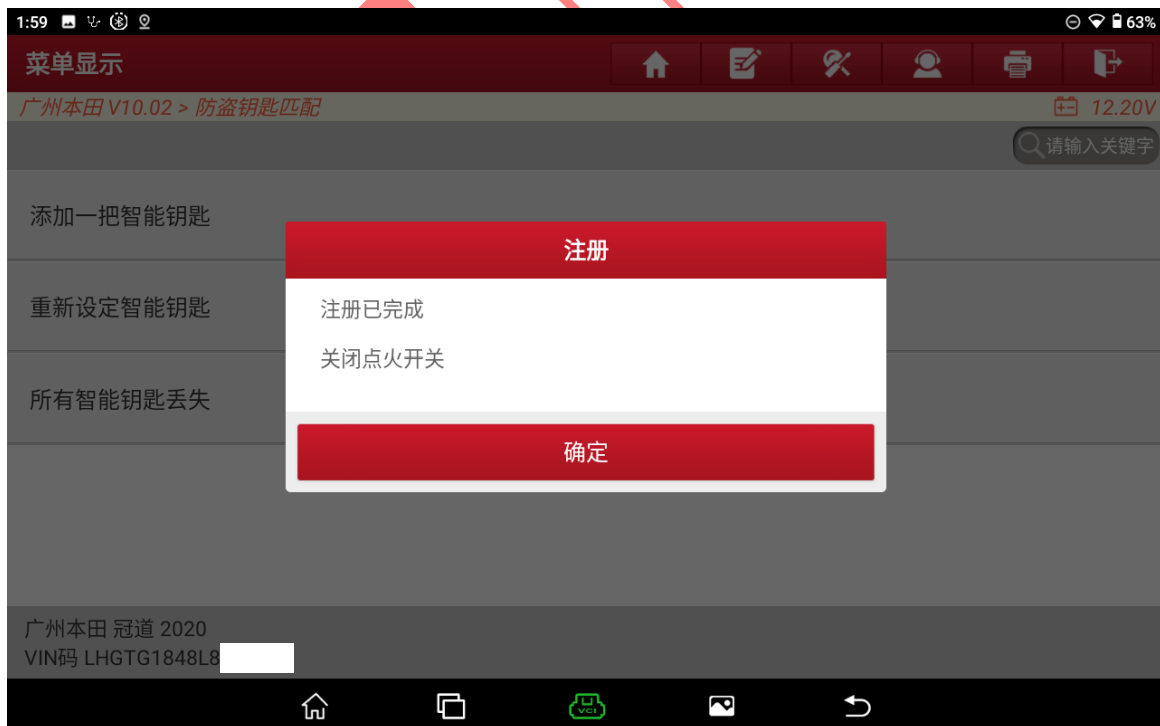 1:59
63%
菜单显示
广州本田 V10.02 > 防盗钥匙匹配
12.20V
请输入关键字
添加一把智能钥匙
重新设定智能钥匙
所有智能钥匙丢失
注册
注册已完成
关闭点火开关
确定
广州本田 冠道 2020
VIN码 LHGTG1848L8
VCI